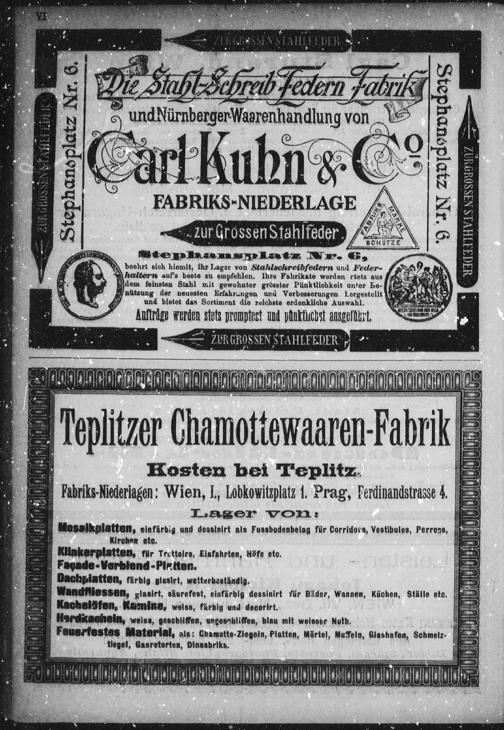 VI
ZUR GROSSEN STAHLFEDER
Die Stahl-Schreib-Federn Fabrik
und Nürnberger-Waarenhandlung von
Carl Kuhn & Co
FABRIKS-NIEDERLAGE
zur Grossen Stahlfeder
Stephansplatz Nr. 6.
Stephansplatz Nr. 6.
ZUR GROSSEN STAHLFEDER
ZUR GROSSEN STAHLFEDER
FABRIKS MARKE
SCHÜTZE
Stephansplatz Nr. 6,
beehrt sich hiemit, ihr Lager von Stahlschreibfedern und Feder-
haltern auf's beste zu empfehlen. Ihre Fabrikate werden stets aus
dem feinsten Stahl mit gewohnter grösster Pünktlichkeit unter Be-
nützung der neuesten Erfahrungen und Verbesserungen hergestellt
und bietet das Sortiment die reichste erdenkliche Auswahl.
Aufträge werden stets promptest und pünktlichst ausgeführt.
ZUR GROSSEN STAHLFEDER
Teplitzer Chamottewaaren-Fabrik
Kosten bei Teplitz.
Fabriks-Niederlagen: Wien, I., Lobkowitzplatz 1. Prag, Ferdinandstrasse 4.
Lager von:
Mosaikplatten, einfärbig und dessinirt als Fussbodenbelag für Corridors, Vestibules, Perrons,
Kirchen etc.
Klinkerplatten, für Trottoirs, Einfahrten, Höfe etc.
Façade-Verblend-Platten.
Dachplatten, färbig glasirt, wetterbeständig.
Wandfliessen, glasirt, säurefest, einfärbig dessinirt für Bäder, Wannen, Küchen, Ställe etc.
Kachelöfen, Kamine, weiss, färbig und decorirt.
Herdkacheln, weiss, geschliffen, ungeschliffen, blau mit weisser Nuth.
Feuerfestes Material, als: Chamotte-Ziegeln, Platten, Mörtel, Muffeln, Glashafen, Schmelz-
tiegel, Gasretorten, Dinasbriks.